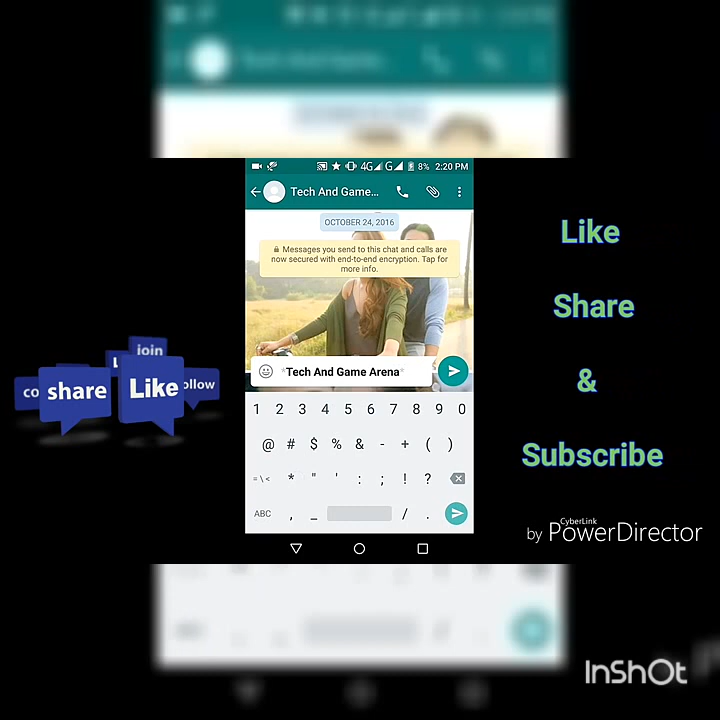 4G G 8% 2:20 PM
Tech And Game...
OCTOBER 24, 2016
Messages you send to this chat and calls are
now secured with end-to-end encryption. Tap for
more info.
*Tech And Game Arena*
1 2 3 4 5 6 7 8 9 0
@ # $ % & - + ( )
= \ < * " ' : ; ! ?
ABC , _ / .
join
share
Like
ollow
co
L
Like
Share
&
Subscribe
CyberLink
by PowerDirector
InShOt